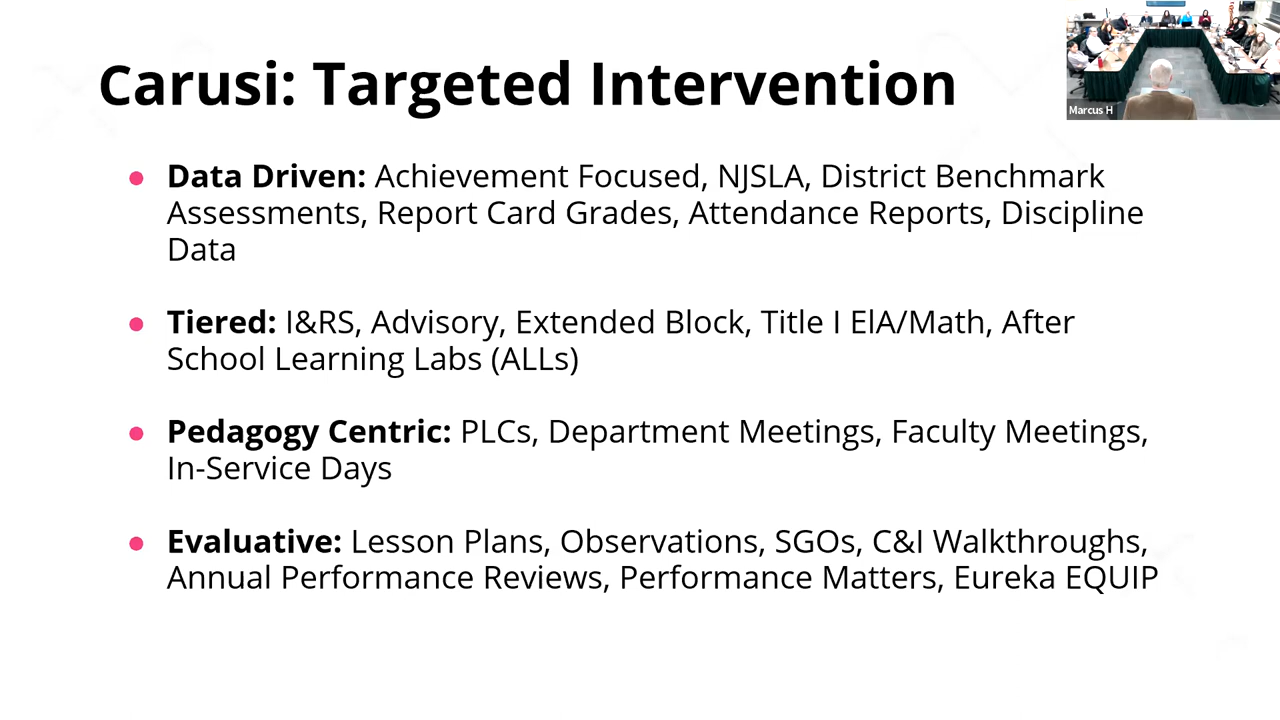 Carusi: Targeted Intervention
Marcus H
● Data Driven: Achievement Focused, NJSLA, District Benchmark
Assessments, Report Card Grades, Attendance Reports, Discipline
Data
● Tiered: I&RS, Advisory, Extended Block, Title I ElA/Math, After
School Learning Labs (ALLs)
● Pedagogy Centric: PLCs, Department Meetings, Faculty Meetings,
In-Service Days
● Evaluative: Lesson Plans, Observations, SGOs, C&I Walkthroughs,
Annual Performance Reviews, Performance Matters, Eureka EQUIP